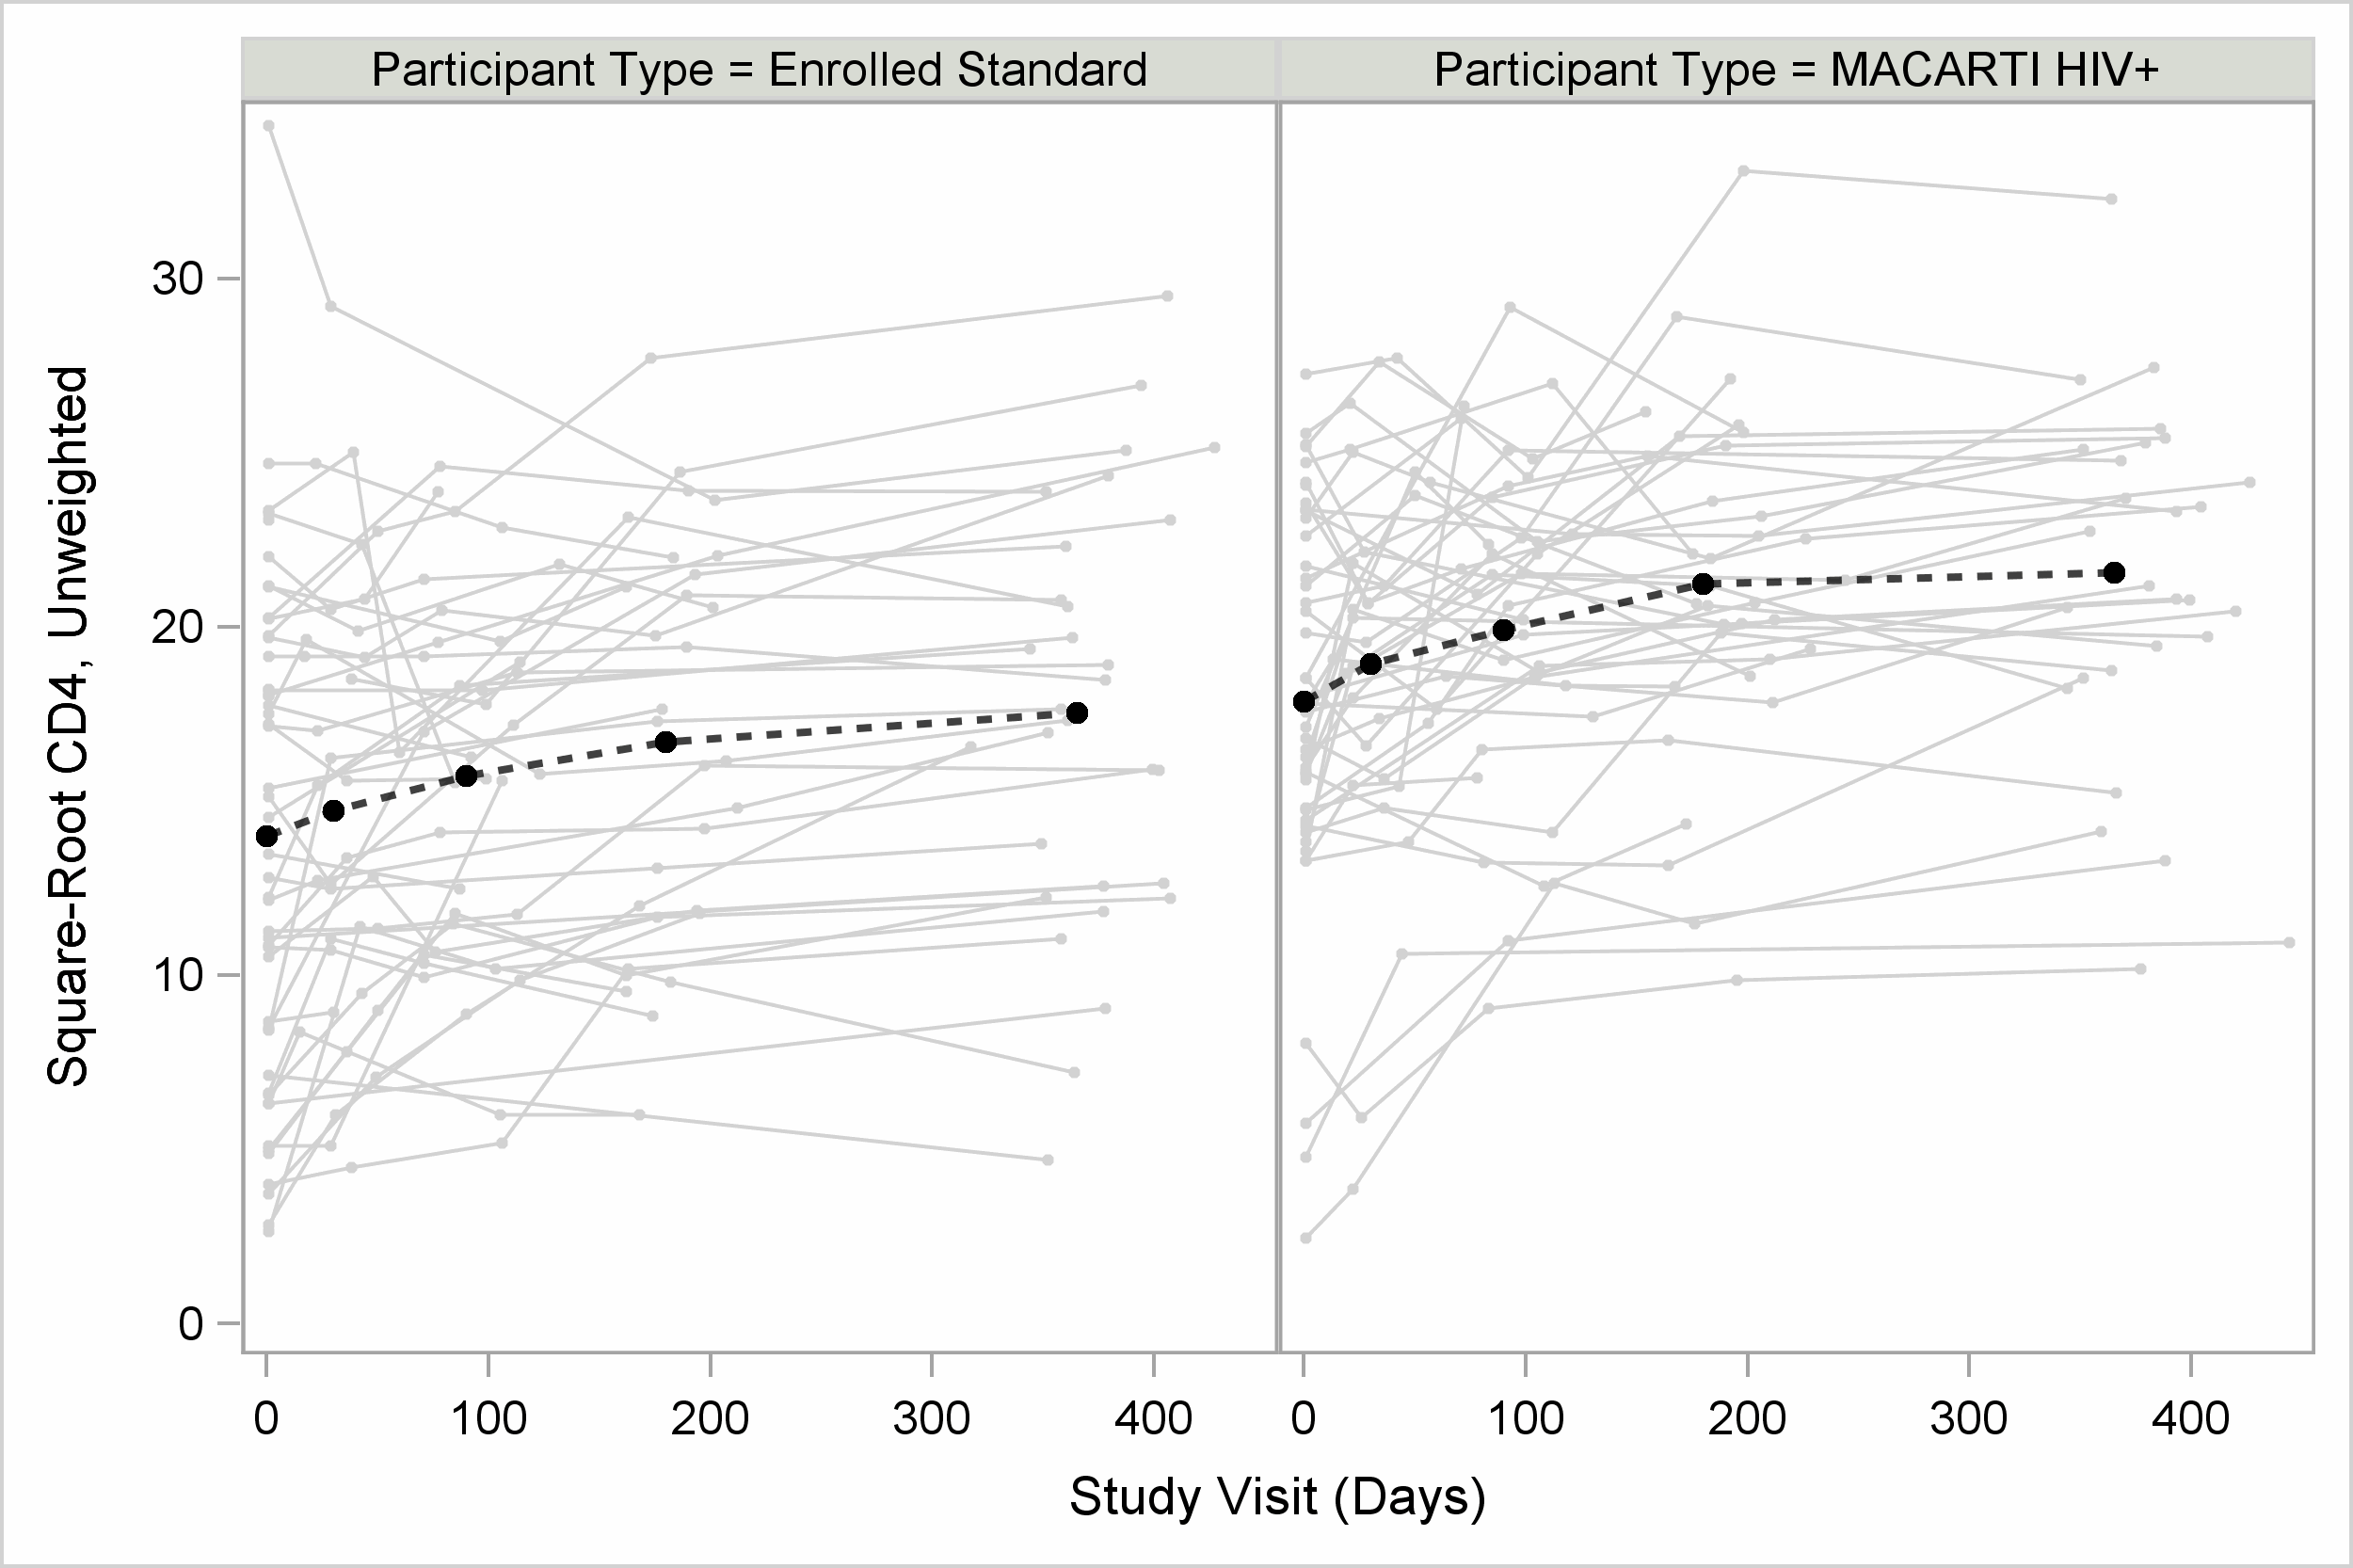 Participant Type = Enrolled Standard
Participant Type = MACARTI HIV+
Square-Root CD4, Unweighted
30
20
10
0
0 100 200 300 400
0 100 200 300 400
Study Visit (Days)